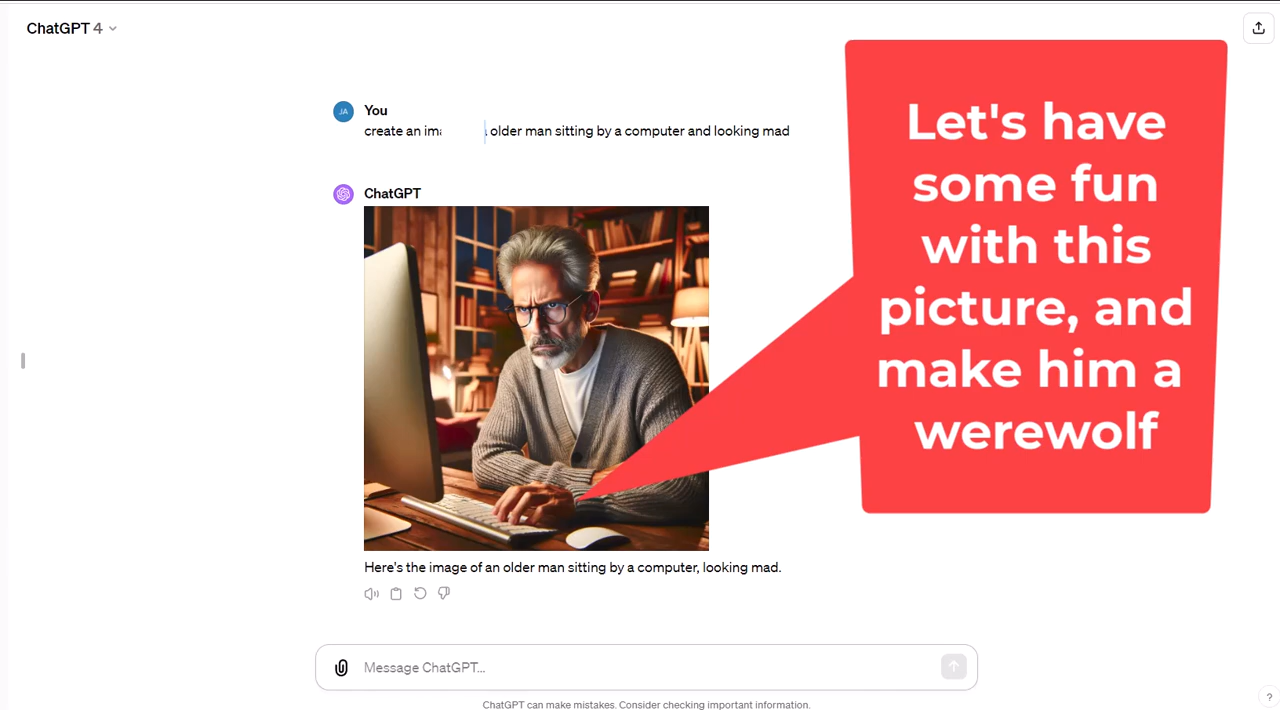 ChatGPT 4
JA
You
create an ima older man sitting by a computer and looking mad
ChatGPT
Here's the image of an older man sitting by a computer, looking mad.
Let's have
some fun
with this
picture, and
make him a
werewolf
Message ChatGPT...
ChatGPT can make mistakes. Consider checking important information.
?